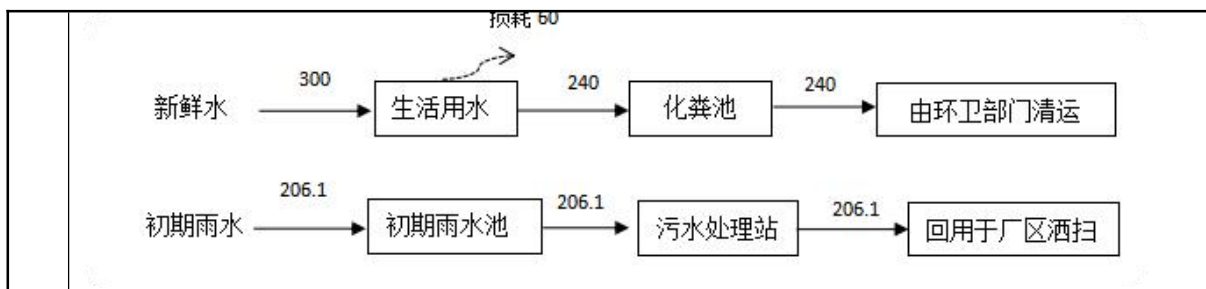 损耗 60
300
240
240
新鲜水
生活用水
化粪池
由环卫部门清运
206.1
206.1
206.1
初期雨水
初期雨水池
污水处理站
回用于厂区洒扫